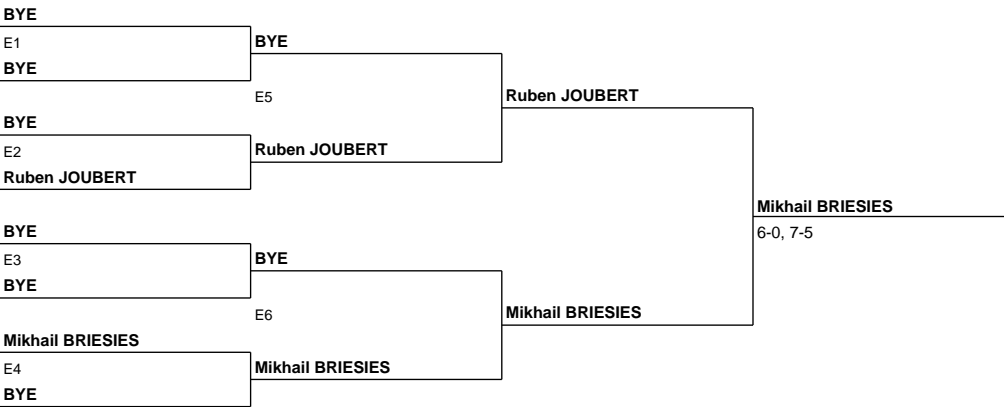 BYE
E1
BYE
BYE
E5
BYE
E2
Ruben JOUBERT
Ruben JOUBERT
Ruben JOUBERT
BYE
E3
BYE
BYE
E6
Mikhail BRIESIES
E4
BYE
Mikhail BRIESIES
Mikhail BRIESIES
Mikhail BRIESIES
6-0, 7-5